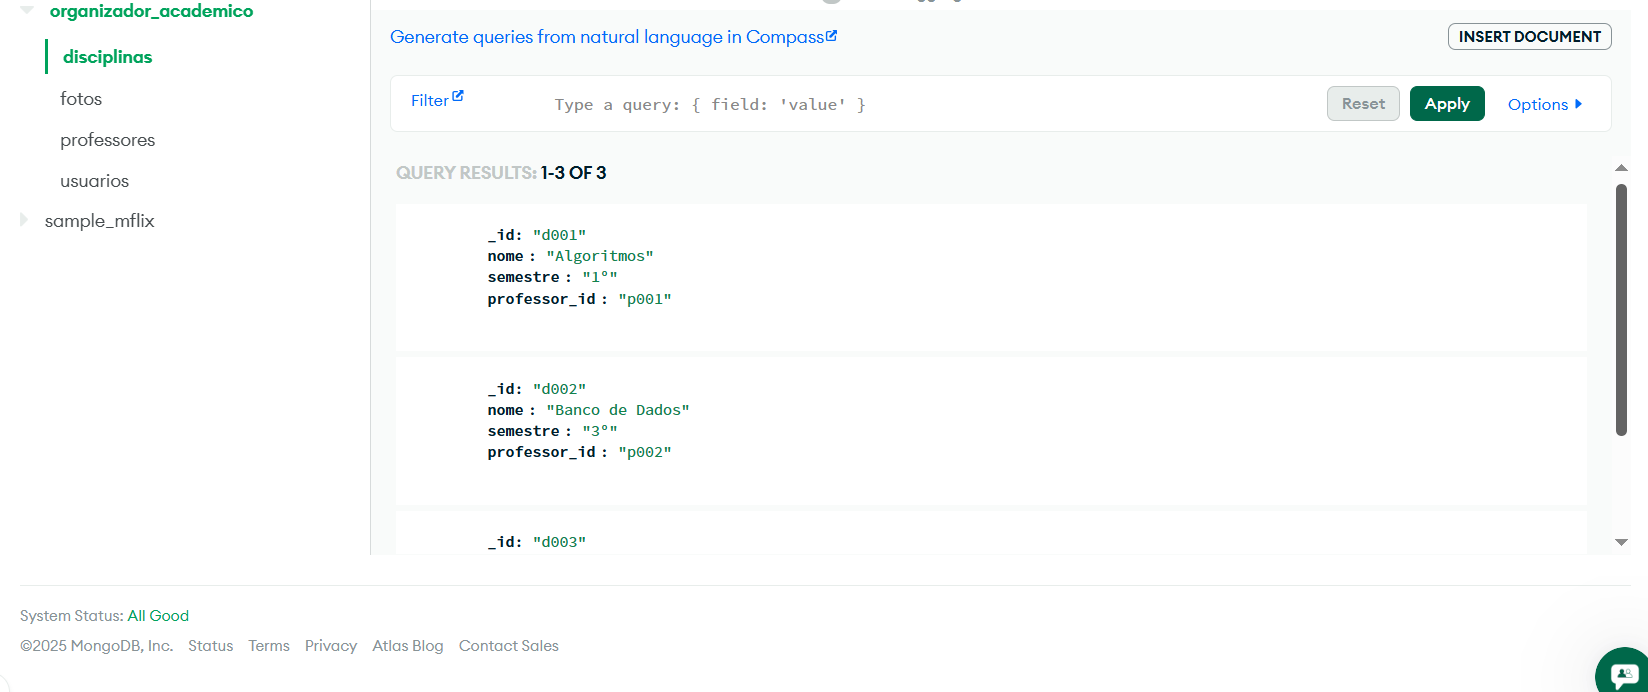 organizador_academico
disciplinas
fotos
professores
usuarios
sample_mflix
Generate queries from natural language in Compass
INSERT DOCUMENT
Filter
Type a query: { field: 'value' }
Reset
Apply
Options
QUERY RESULTS: 1-3 OF 3
_id: "d001"
nome : "Algoritmos"
semestre : "1°"
professor_id : "p001"
_id: "d002"
nome : "Banco de Dados"
semestre : "3°"
professor_id : "p002"
_id: "d003"
System Status: All Good
©2025 MongoDB, Inc. Status Terms Privacy Atlas Blog Contact Sales